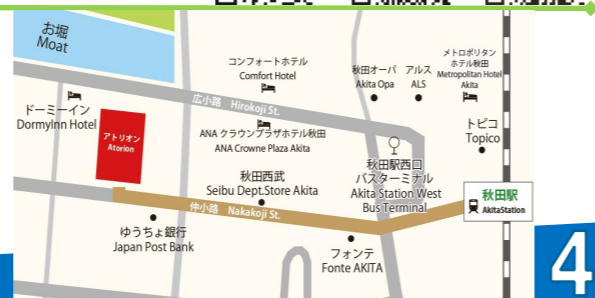 お堀
Moat
コンフォートホテル
Comfort Hotel
秋田オーパ
Akita Opa
アルス
ALS
メトロポリタン
ホテル秋田
Metropolitan Hotel
Akita
ドーミーイン
DormyInn Hotel
アトリオン
Atorion
広小路 Hirokoji St.
ANA クラウンプラザホテル秋田
ANA Crowne Plaza Akita
トピコ
Topico
秋田駅西口
バスターミナル
Akita Station West
Bus Terminal
秋田西武
Seibu Dept.Store Akita
秋田駅
AkitaStation
仲小路 Nakakoji St.
ゆうちょ銀行
Japan Post Bank
フォンテ
Fonte AKITA
4